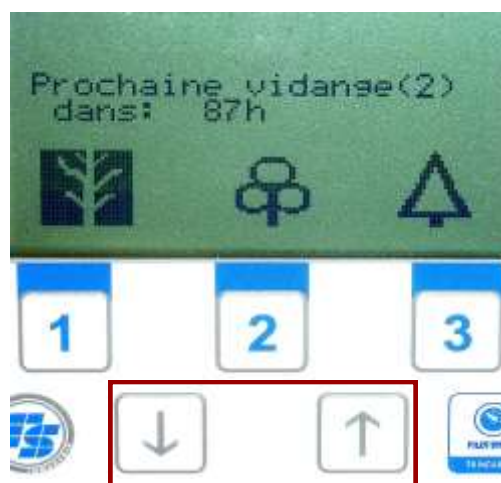 Prochaine vidange(2)
dans: 87h
1 2 3
↓ ↑